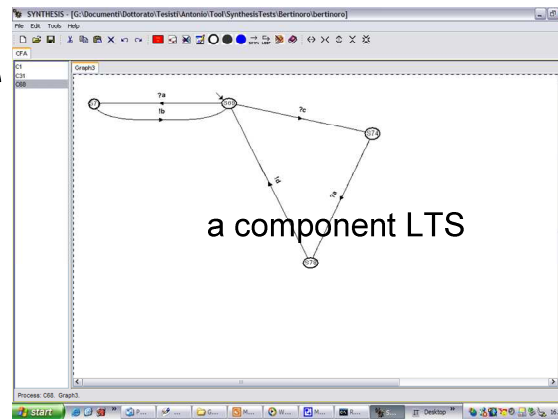 SYNTHESIS - [G:\Documenti\Dottorato\Tesisti\Antonio\Tool\SynthesisTests\Bertinoro\bertinoro]
File Edit Tools Help
CFA
C1
C31
C68
Graph3
?a
!b
?c
S74
?a
!d
a component LTS
Process: C68. Graph3.
start
Desktop